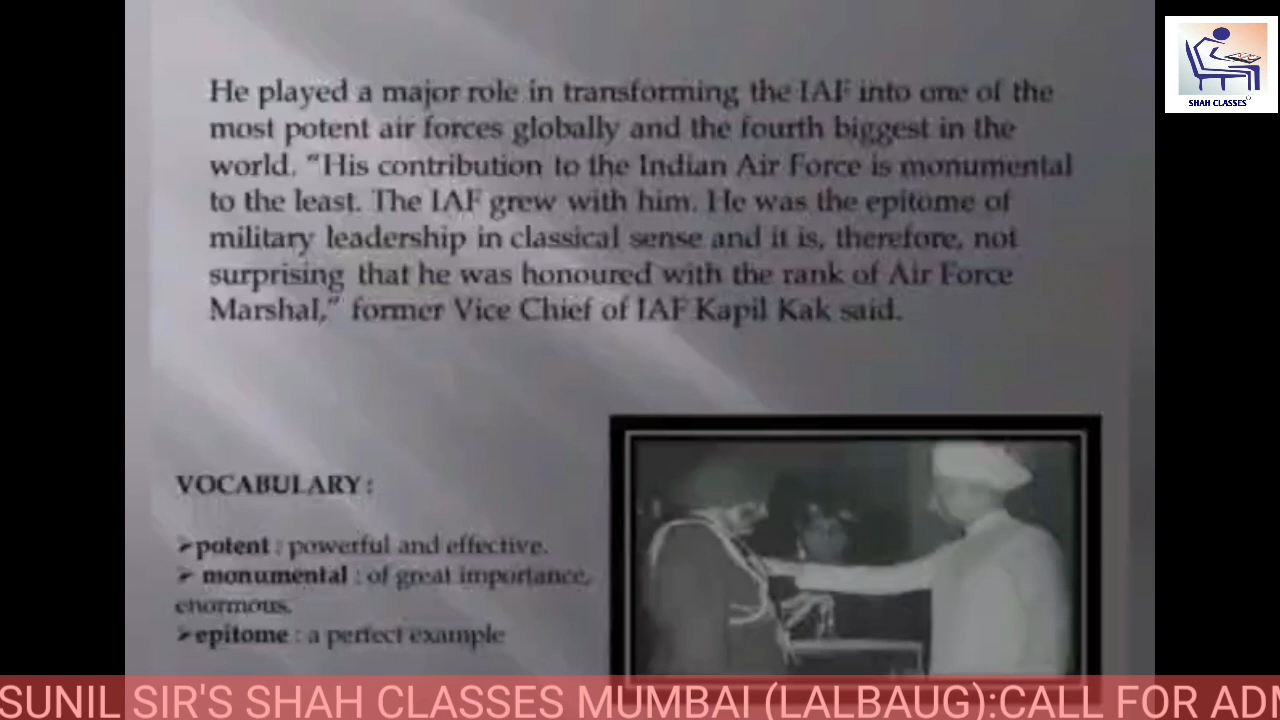 SHAH CLASSES
He played a major role in transforming the IAF into one of the
most potent air forces globally and the fourth biggest in the
world. "His contribution to the Indian Air Force is monumental
to the least. The IAF grew with him. He was the epitome of
military leadership in classical sense and it is, therefore, not
surprising that he was honoured with the rank of Air Force
Marshal," former Vice Chief of IAF Kapil Kak said.
VOCABULARY :
➢potent : powerful and effective.
➢ monumental : of great importance,
enormous.
➢epitome : a perfect example
SUNIL SIR'S SHAH CLASSES MUMBAI (LALBAUG):CALL FOR ADM